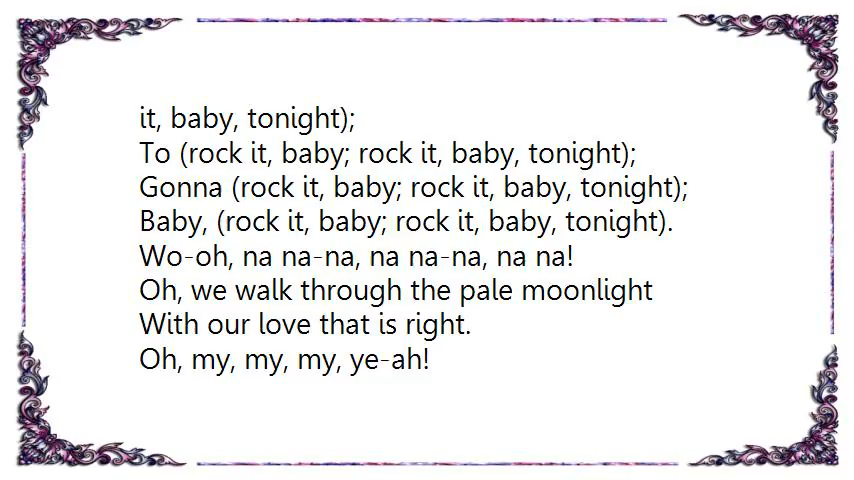 it, baby, tonight);
To (rock it, baby; rock it, baby, tonight);
Gonna (rock it, baby; rock it, baby, tonight);
Baby, (rock it, baby; rock it, baby, tonight).
Wo-oh, na na-na, na na-na, na na!
Oh, we walk through the pale moonlight
With our love that is right.
Oh, my, my, my, ye-ah!